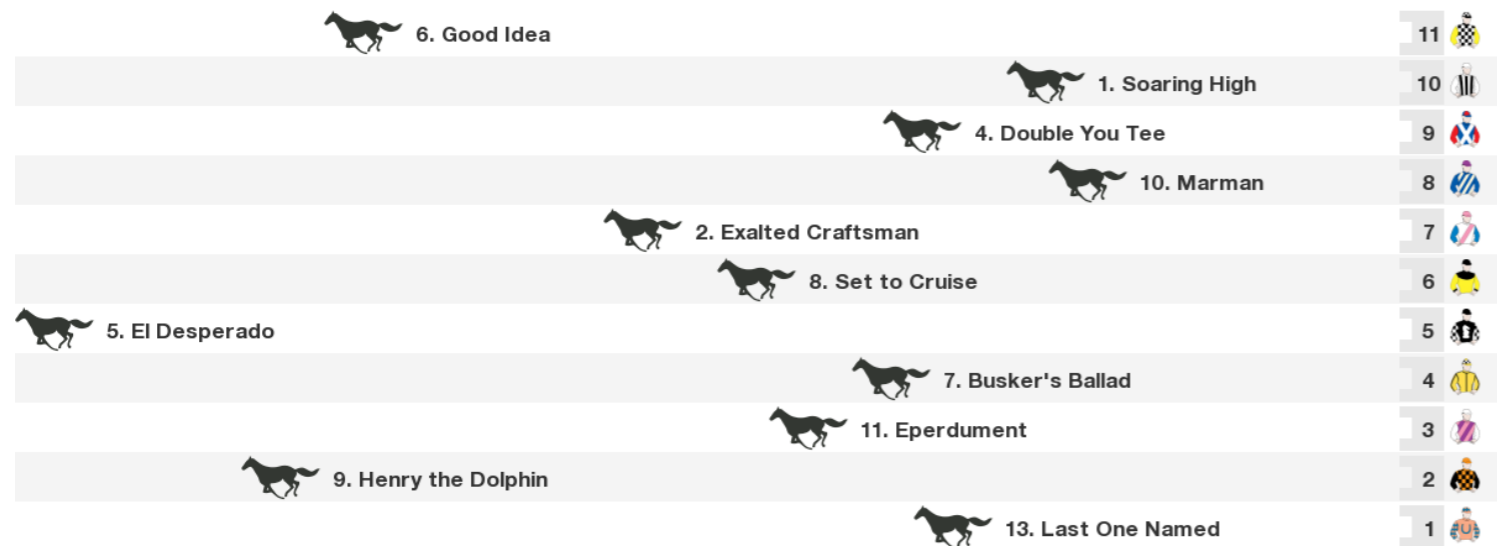 6. Good Idea 11
1. Soaring High 10
4. Double You Tee 9
10. Marman 8
2. Exalted Craftsman 7
8. Set to Cruise 6
5. El Desperado 5
7. Busker's Ballad 4
11. Eperdument 3
9. Henry the Dolphin 2
13. Last One Named 1